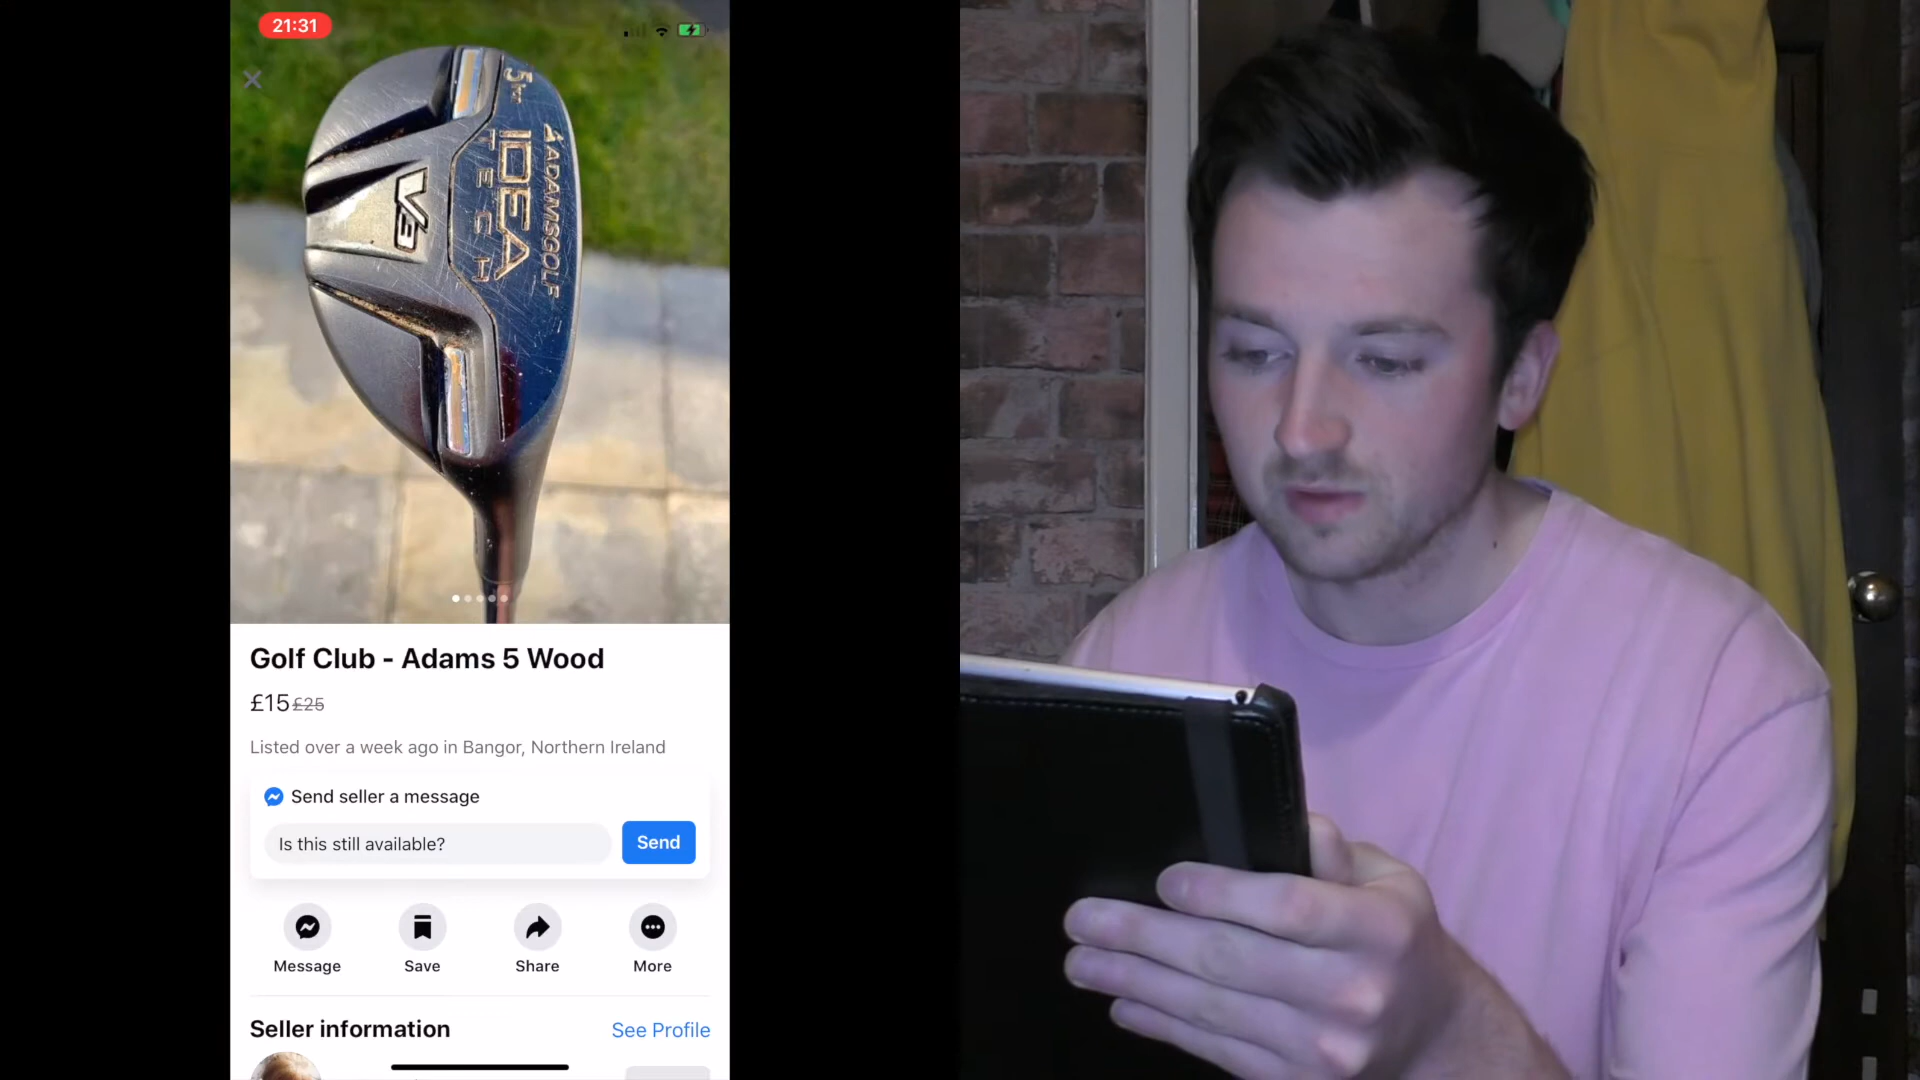 21:31
5
ADAMSGOLF
IDEA
TECH
V3
Golf Club - Adams 5 Wood
£15 £25
Listed over a week ago in Bangor, Northern Ireland
Send seller a message
Is this still available?
Send
Message
Save
Share
More
Seller information
See Profile